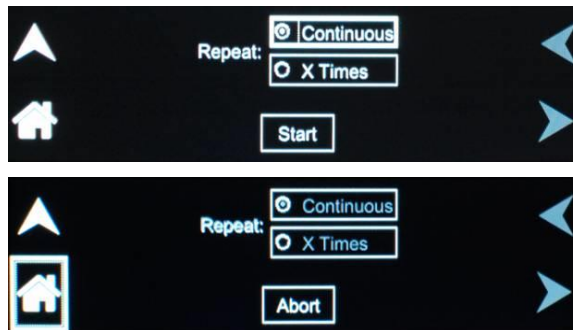 Continuous
Repeat:
X Times
Start
Continuous
Repeat:
X Times
Abort